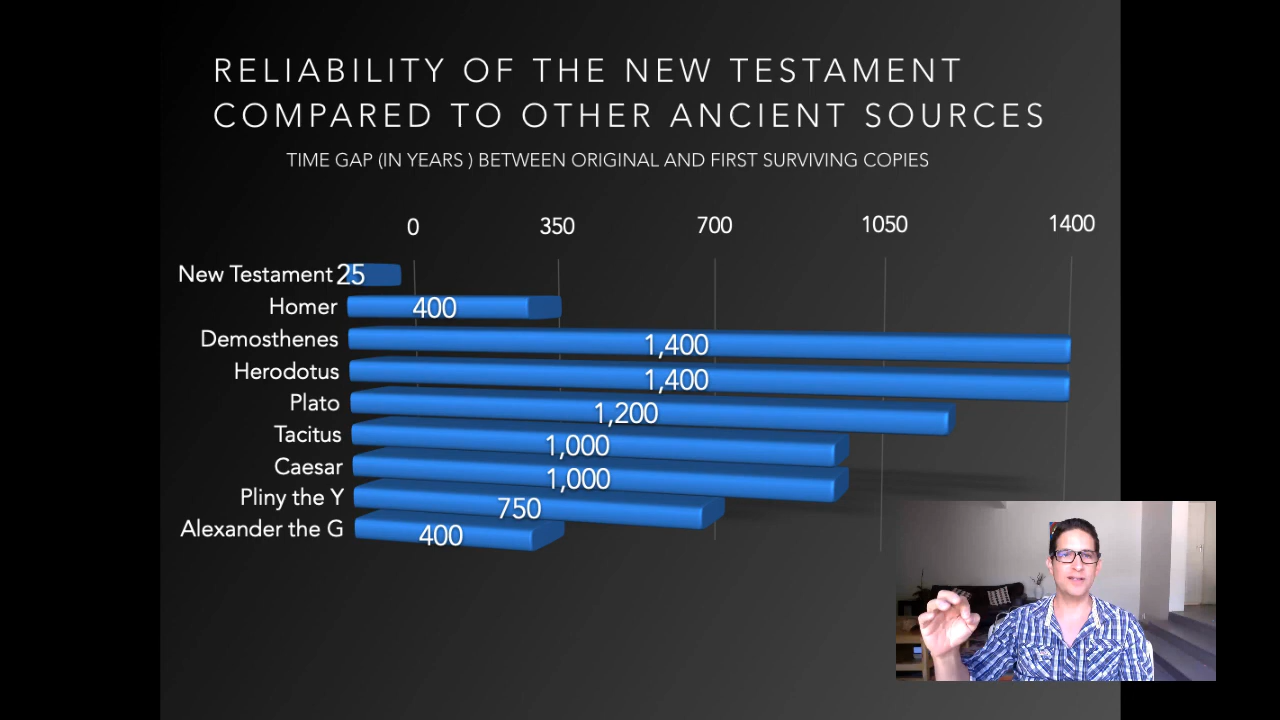 RELIABILITY OF THE NEW TESTAMENT
COMPARED TO OTHER ANCIENT SOURCES
TIME GAP (IN YEARS ) BETWEEN ORIGINAL AND FIRST SURVIVING COPIES
0 350 700 1050 1400
New Testament 25
Homer 400
Demosthenes 1,400
Herodotus 1,400
Plato 1,200
Tacitus 1,000
Caesar 1,000
Pliny the Y 750
Alexander the G 400